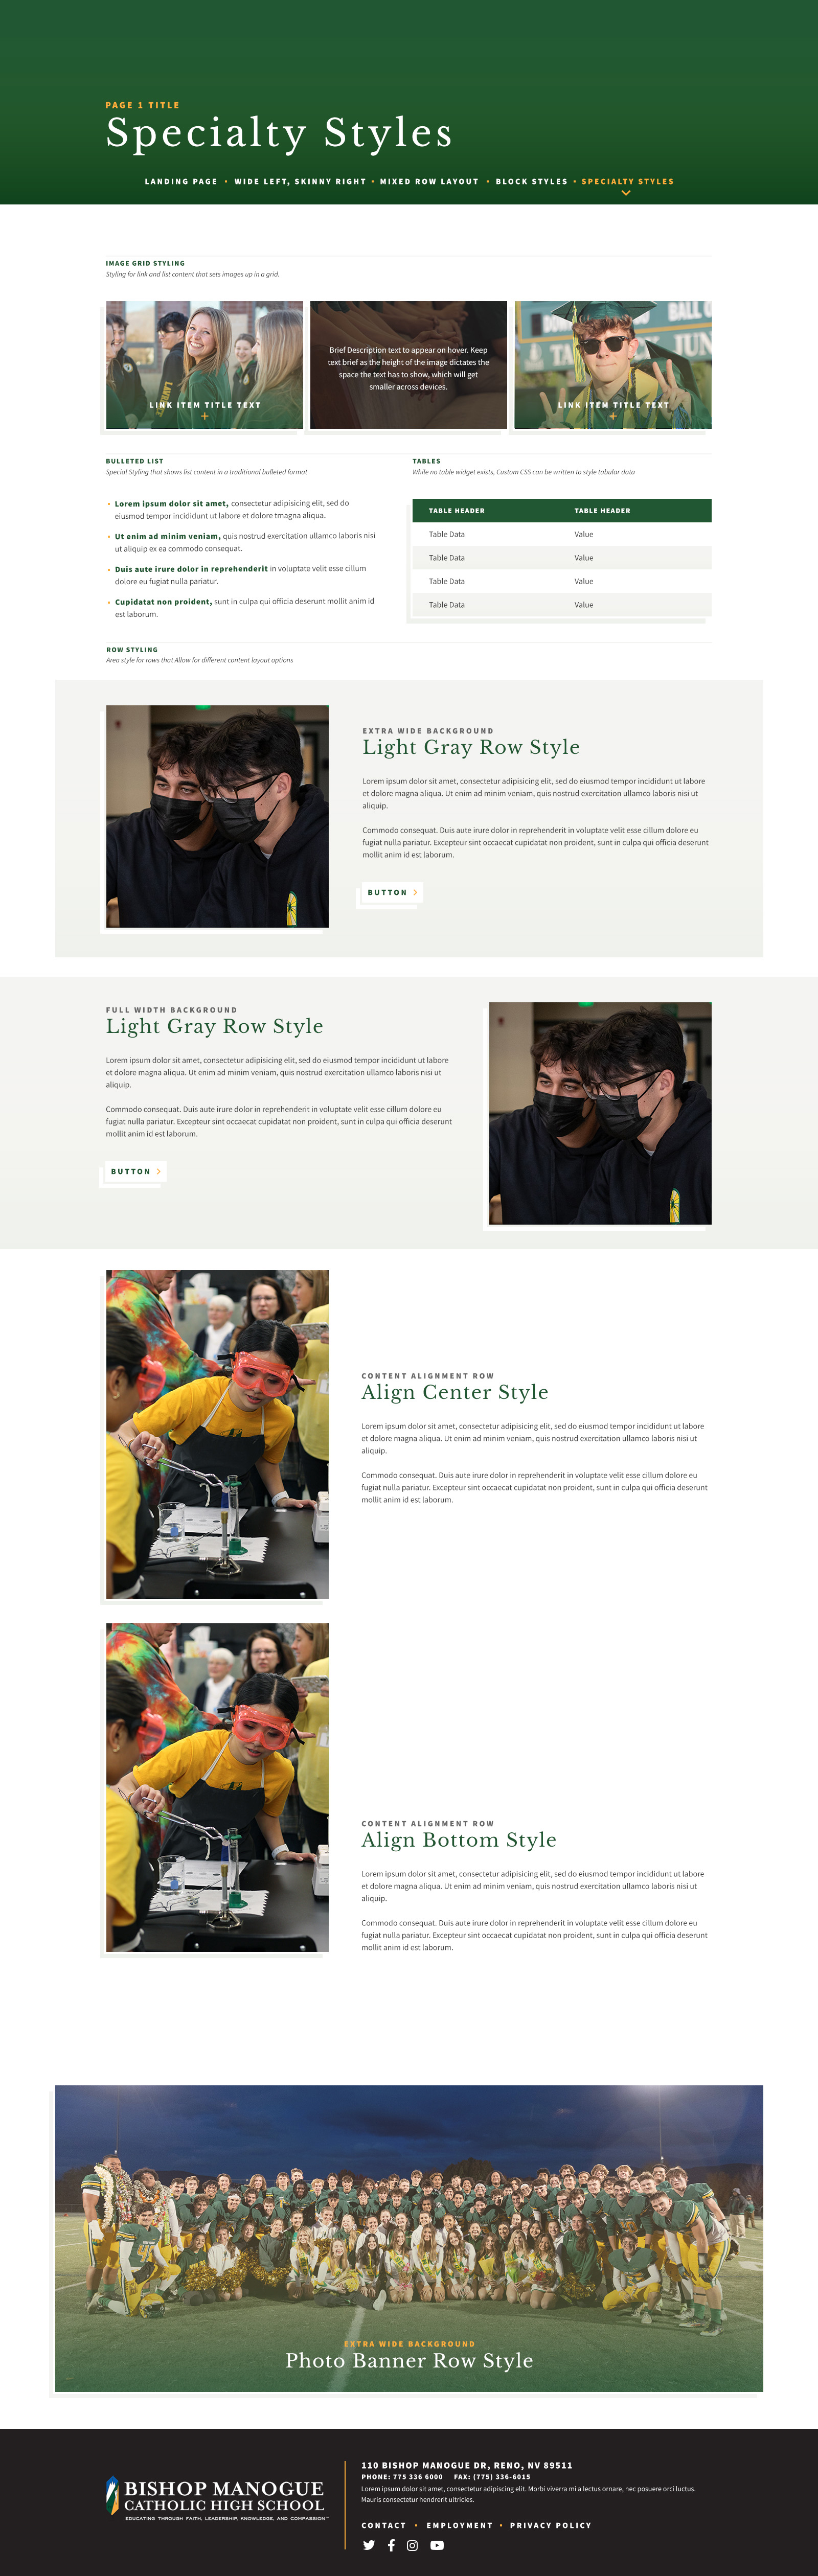 PAGE 1 TITLE
Specialty Styles
LANDING PAGE • WIDE LEFT, SKINNY RIGHT • MIXED ROW LAYOUT • BLOCK STYLES • SPECIALTY STYLES
IMAGE GRID STYLING
Styling for link and list content that sets images up in a grid.
LINK ITEM TITLE TEXT
+
Brief Description text to appear on hover. Keep
text brief as the height of the image dictates the
space the text has to show, which will get
smaller across devices.
LINK ITEM TITLE TEXT
+
BULLETED LIST
Special Styling that shows list content in a traditional bulleted format
• Lorem ipsum dolor sit amet, consectetur adipisicing elit, sed do
eiusmod tempor incididunt ut labore et dolore tmagna aliqua.
• Ut enim ad minim veniam, quis nostrud exercitation ullamco laboris nisi
ut aliquip ex ea commodo consequat.
• Duis aute irure dolor in reprehenderit in voluptate velit esse cillum
dolore eu fugiat nulla pariatur.
• Cupidatat non proident, sunt in culpa qui officia deserunt mollit anim id
est laborum.
TABLES
While no table widget exists, Custom CSS can be written to style tabular data
TABLE HEADER TABLE HEADER
Table Data Value
Table Data Value
Table Data Value
Table Data Value
ROW STYLING
Area style for rows that Allow for different content layout options
EXTRA WIDE BACKGROUND
Light Gray Row Style
Lorem ipsum dolor sit amet, consectetur adipisicing elit, sed do eiusmod tempor incididunt ut labore
et dolore magna aliqua. Ut enim ad minim veniam, quis nostrud exercitation ullamco laboris nisi ut
aliquip.
Commodo consequat. Duis aute irure dolor in reprehenderit in voluptate velit esse cillum dolore eu
fugiat nulla pariatur. Excepteur sint occaecat cupidatat non proident, sunt in culpa qui officia deserunt
mollit anim id est laborum.
BUTTON
FULL WIDTH BACKGROUND
Light Gray Row Style
Lorem ipsum dolor sit amet, consectetur adipisicing elit, sed do eiusmod tempor incididunt ut labore
et dolore magna aliqua. Ut enim ad minim veniam, quis nostrud exercitation ullamco laboris nisi ut
aliquip.
Commodo consequat. Duis aute irure dolor in reprehenderit in voluptate velit esse cillum dolore eu
fugiat nulla pariatur. Excepteur sint occaecat cupidatat non proident, sunt in culpa qui officia deserunt
mollit anim id est laborum.
BUTTON
CONTENT ALIGNMENT ROW
Align Center Style
Lorem ipsum dolor sit amet, consectetur adipisicing elit, sed do eiusmod tempor incididunt ut labore
et dolore magna aliqua. Ut enim ad minim veniam, quis nostrud exercitation ullamco laboris nisi ut
aliquip.
Commodo consequat. Duis aute irure dolor in reprehenderit in voluptate velit esse cillum dolore eu
fugiat nulla pariatur. Excepteur sint occaecat cupidatat non proident, sunt in culpa qui officia deserunt
mollit anim id est laborum.
CONTENT ALIGNMENT ROW
Align Bottom Style
Lorem ipsum dolor sit amet, consectetur adipisicing elit, sed do eiusmod tempor incididunt ut labore
et dolore magna aliqua. Ut enim ad minim veniam, quis nostrud exercitation ullamco laboris nisi ut
aliquip.
Commodo consequat. Duis aute irure dolor in reprehenderit in voluptate velit esse cillum dolore eu
fugiat nulla pariatur. Excepteur sint occaecat cupidatat non proident, sunt in culpa qui officia deserunt
mollit anim id est laborum.
EXTRA WIDE BACKGROUND
Photo Banner Row Style
BISHOP MANOGUE
CATHOLIC HIGH SCHOOL
EDUCATING THROUGH FAITH, LEADERSHIP, KNOWLEDGE, AND COMPASSION™
110 BISHOP MANOGUE DR, RENO, NV 89511
PHONE: 775 336 6000 FAX: (775) 336-6015
Lorem ipsum dolor sit amet, consectetur adipiscing elit. Morbi viverra mi a lectus ornare, nec posuere orci luctus.
Mauris consectetur hendrerit ultricies.
CONTACT • EMPLOYMENT • PRIVACY POLICY